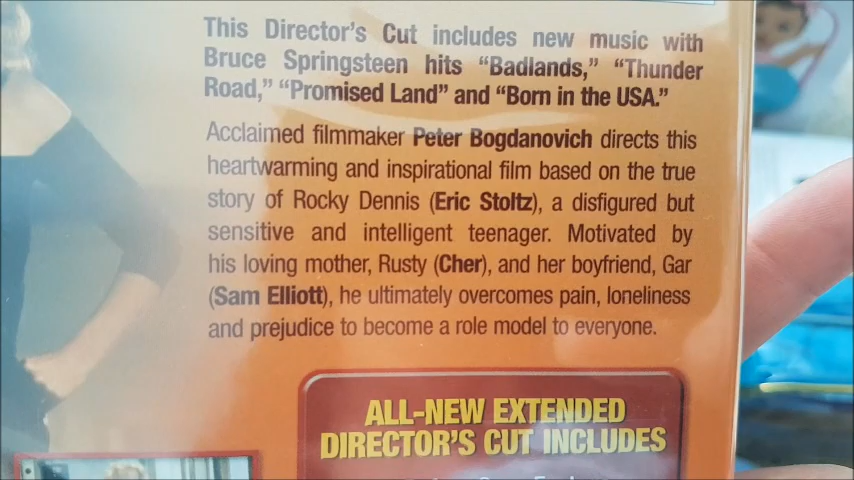 This Director's Cut includes new music with
Bruce Springsteen hits “Badlands,” “Thunder
Road,” “Promised Land” and “Born in the USA.”
Acclaimed filmmaker Peter Bogdanovich directs this
heartwarming and inspirational film based on the true
story of Rocky Dennis (Eric Stoltz), a disfigured but
sensitive and intelligent teenager. Motivated by
his loving mother, Rusty (Cher), and her boyfriend, Gar
(Sam Elliott), he ultimately overcomes pain, loneliness
and prejudice to become a role model to everyone.
ALL-NEW EXTENDED
DIRECTOR'S CUT INCLUDES